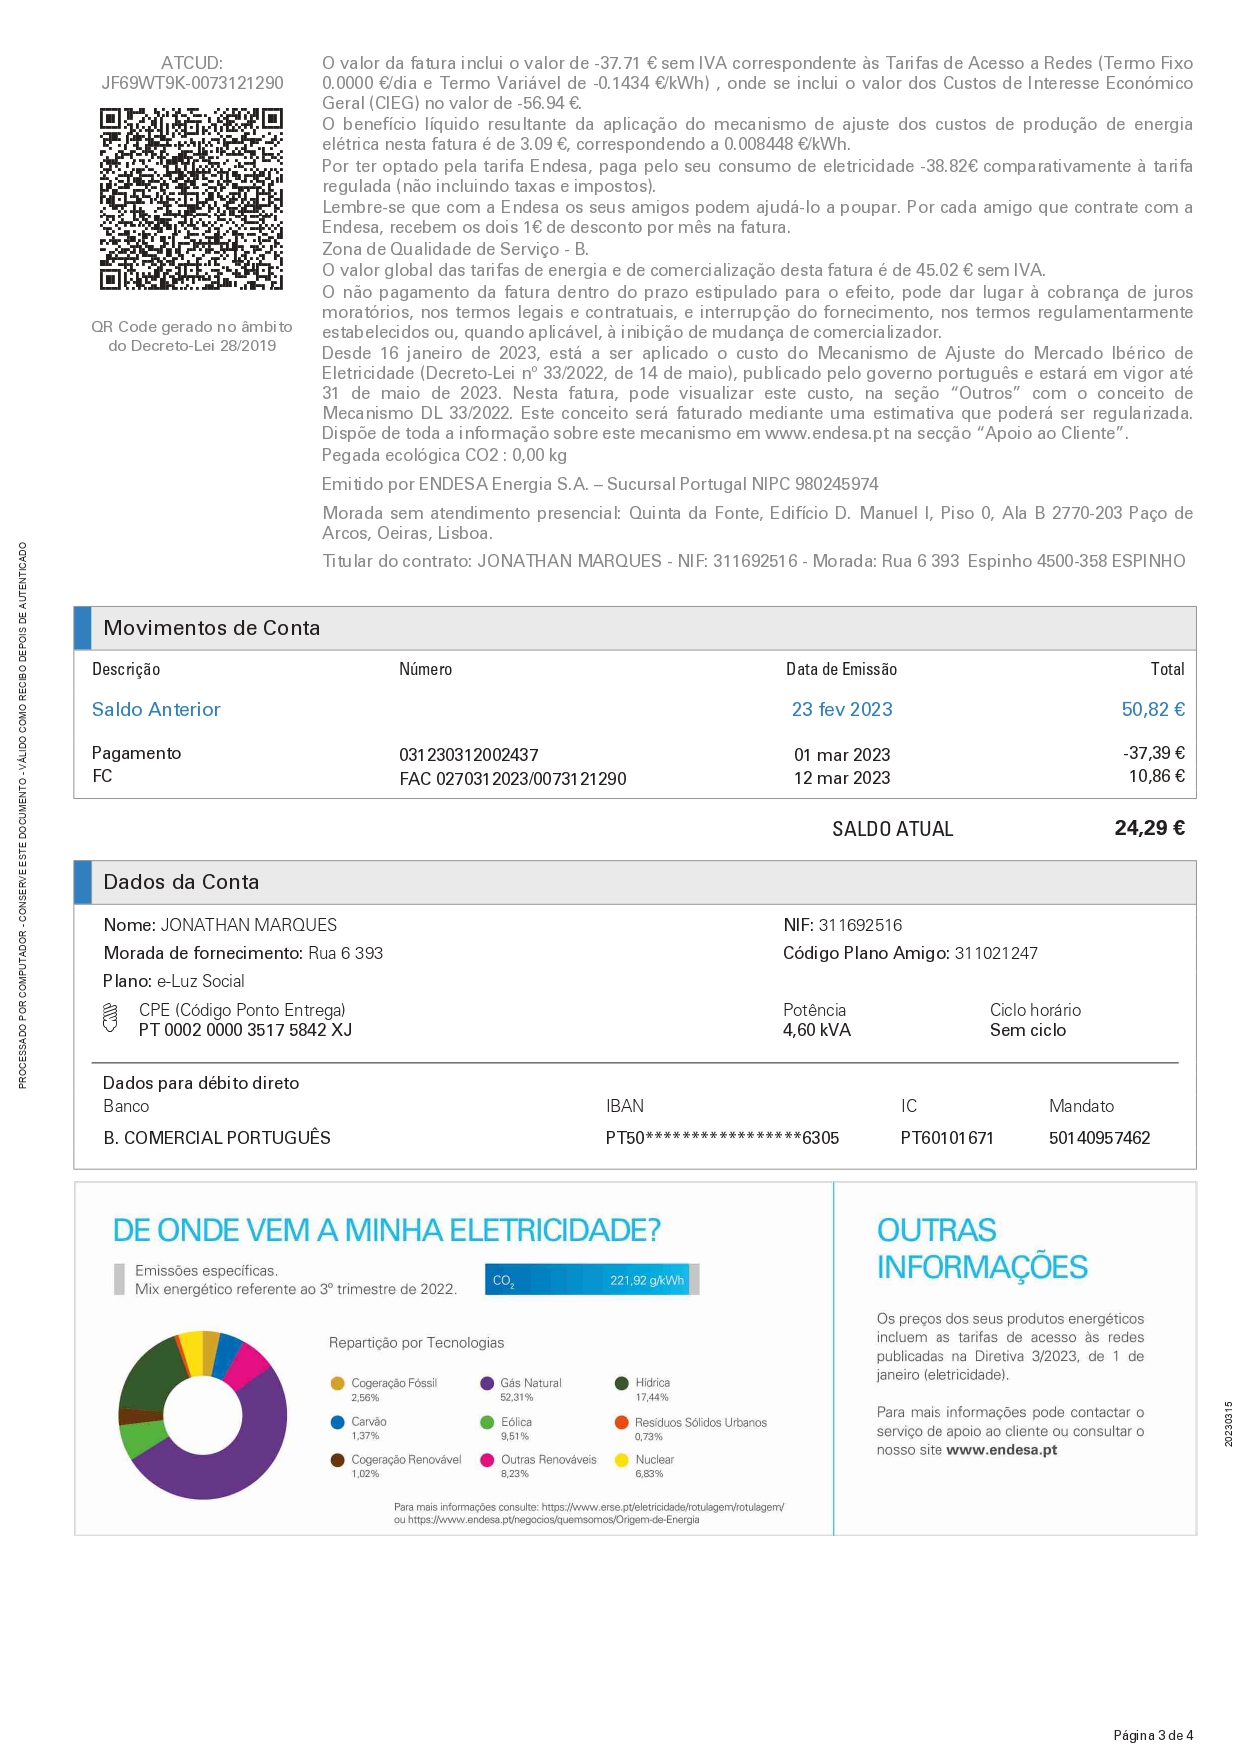 ATCUD:
JF69WT9K-0073121290
QR Code gerado no âmbito
do Decreto-Lei 28/2019
O valor da fatura inclui o valor de -37.71 € sem IVA correspondente às Tarifas de Acesso a Redes (Termo Fixo
0.0000 €/dia e Termo Variável de -0.1434 €/kWh) , onde se inclui o valor dos Custos de Interesse Económico
Geral (CIEG) no valor de -56.94 €.
O benefício líquido resultante da aplicação do mecanismo de ajuste dos custos de produção de energia
elétrica nesta fatura é de 3.09 €, correspondendo a 0.008448 €/kWh.
Por ter optado pela tarifa Endesa, paga pelo seu consumo de eletricidade -38.82€ comparativamente à tarifa
regulada (não incluindo taxas e impostos).
Lembre-se que com a Endesa os seus amigos podem ajudá-lo a poupar. Por cada amigo que contrate com a
Endesa, recebem os dois 1€ de desconto por mês na fatura.
Zona de Qualidade de Serviço - B.
O valor global das tarifas de energia e de comercialização desta fatura é de 45.02 € sem IVA.
O não pagamento da fatura dentro do prazo estipulado para o efeito, pode dar lugar à cobrança de juros
moratórios, nos termos legais e contratuais, e interrupção do fornecimento, nos termos regulamentarmente
estabelecidos ou, quando aplicável, à inibição de mudança de comercializador.
Desde 16 janeiro de 2023, está a ser aplicado o custo do Mecanismo de Ajuste do Mercado Ibérico de
Eletricidade (Decreto-Lei nº 33/2022, de 14 de maio), publicado pelo governo português e estará em vigor até
31 de maio de 2023. Nesta fatura, pode visualizar este custo, na seção “Outros” com o conceito de
Mecanismo DL 33/2022. Este conceito será faturado mediante uma estimativa que poderá ser regularizada.
Dispõe de toda a informação sobre este mecanismo em www.endesa.pt na secção “Apoio ao Cliente”.
Pegada ecológica CO2 : 0,00 kg
Emitido por ENDESA Energia S.A. – Sucursal Portugal NIPC 980245974
Morada sem atendimento presencial: Quinta da Fonte, Edifício D. Manuel I, Piso 0, Ala B 2770-203 Paço de
Arcos, Oeiras, Lisboa.
Titular do contrato: JONATHAN MARQUES - NIF: 311692516 - Morada: Rua 6 393 Espinho 4500-358 ESPINHO
PROCESSADO POR COMPUTADOR - CONSERVE ESTE DOCUMENTO - VÁLIDO COMO RECIBO DEPOIS DE AUTENTICADO
Movimentos de Conta
Descrição Número Data de Emissão Total
Saldo Anterior 23 fev 2023 50,82 €
Pagamento 031230312002437 01 mar 2023 -37,39 €
FC FAC 0270312023/0073121290 12 mar 2023 10,86 €
SALDO ATUAL 24,29 €
Dados da Conta
Nome: JONATHAN MARQUES NIF: 311692516
Morada de fornecimento: Rua 6 393 Código Plano Amigo: 311021247
Plano: e-Luz Social
CPE (Código Ponto Entrega) Potência Ciclo horário
PT 0002 0000 3517 5842 XJ 4,60 kVA Sem ciclo
Dados para débito direto
Banco IBAN IC Mandato
B. COMERCIAL PORTUGUÊS PT50*****************6305 PT60101671 50140957462
DE ONDE VEM A MINHA ELETRICIDADE?
Emissões específicas.
Mix energético referente ao 3º trimestre de 2022.
CO2 221,92 g/kWh
Repartição por Tecnologias
Cogeração Fóssil Gás Natural Hídrica
2,56% 52,31% 17,44%
Carvão Eólica Resíduos Sólidos Urbanos
1,37% 9,51% 0,73%
Cogeração Renovável Outras Renováveis Nuclear
1,02% 8,23% 6,83%
Para mais informações consulte: https://www.erse.pt/eletricidade/rotulagem/rotulagem/
ou https://www.endesa.pt/negocios/quemsomos/Origem-de-Energia
OUTRAS
INFORMAÇÕES
Os preços dos seus produtos energéticos
incluem as tarifas de acesso às redes
publicadas na Diretiva 3/2023, de 1 de
janeiro (eletricidade).
Para mais informações pode contactar o
serviço de apoio ao cliente ou consultar o
nosso site www.endesa.pt
20230315
Página 3 de 4